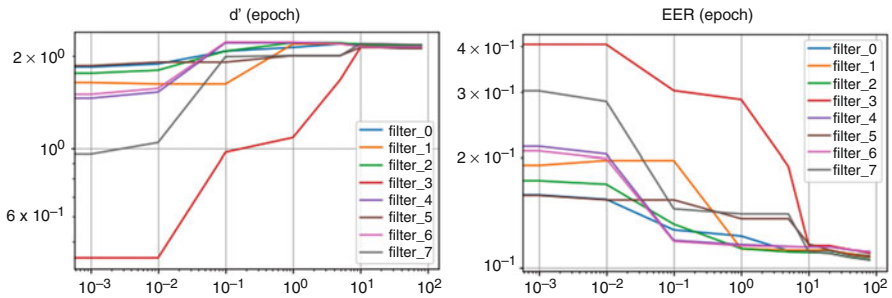 d' (epoch)
2 × 10⁰
10⁰
6 × 10⁻¹
filter_0
filter_1
filter_2
filter_3
filter_4
filter_5
filter_6
filter_7
10⁻³ 10⁻² 10⁻¹ 10⁰ 10¹ 10²
EER (epoch)
4 × 10⁻¹
3 × 10⁻¹
2 × 10⁻¹
10⁻¹
filter_0
filter_1
filter_2
filter_3
filter_4
filter_5
filter_6
filter_7
10⁻³ 10⁻² 10⁻¹ 10⁰ 10¹ 10²